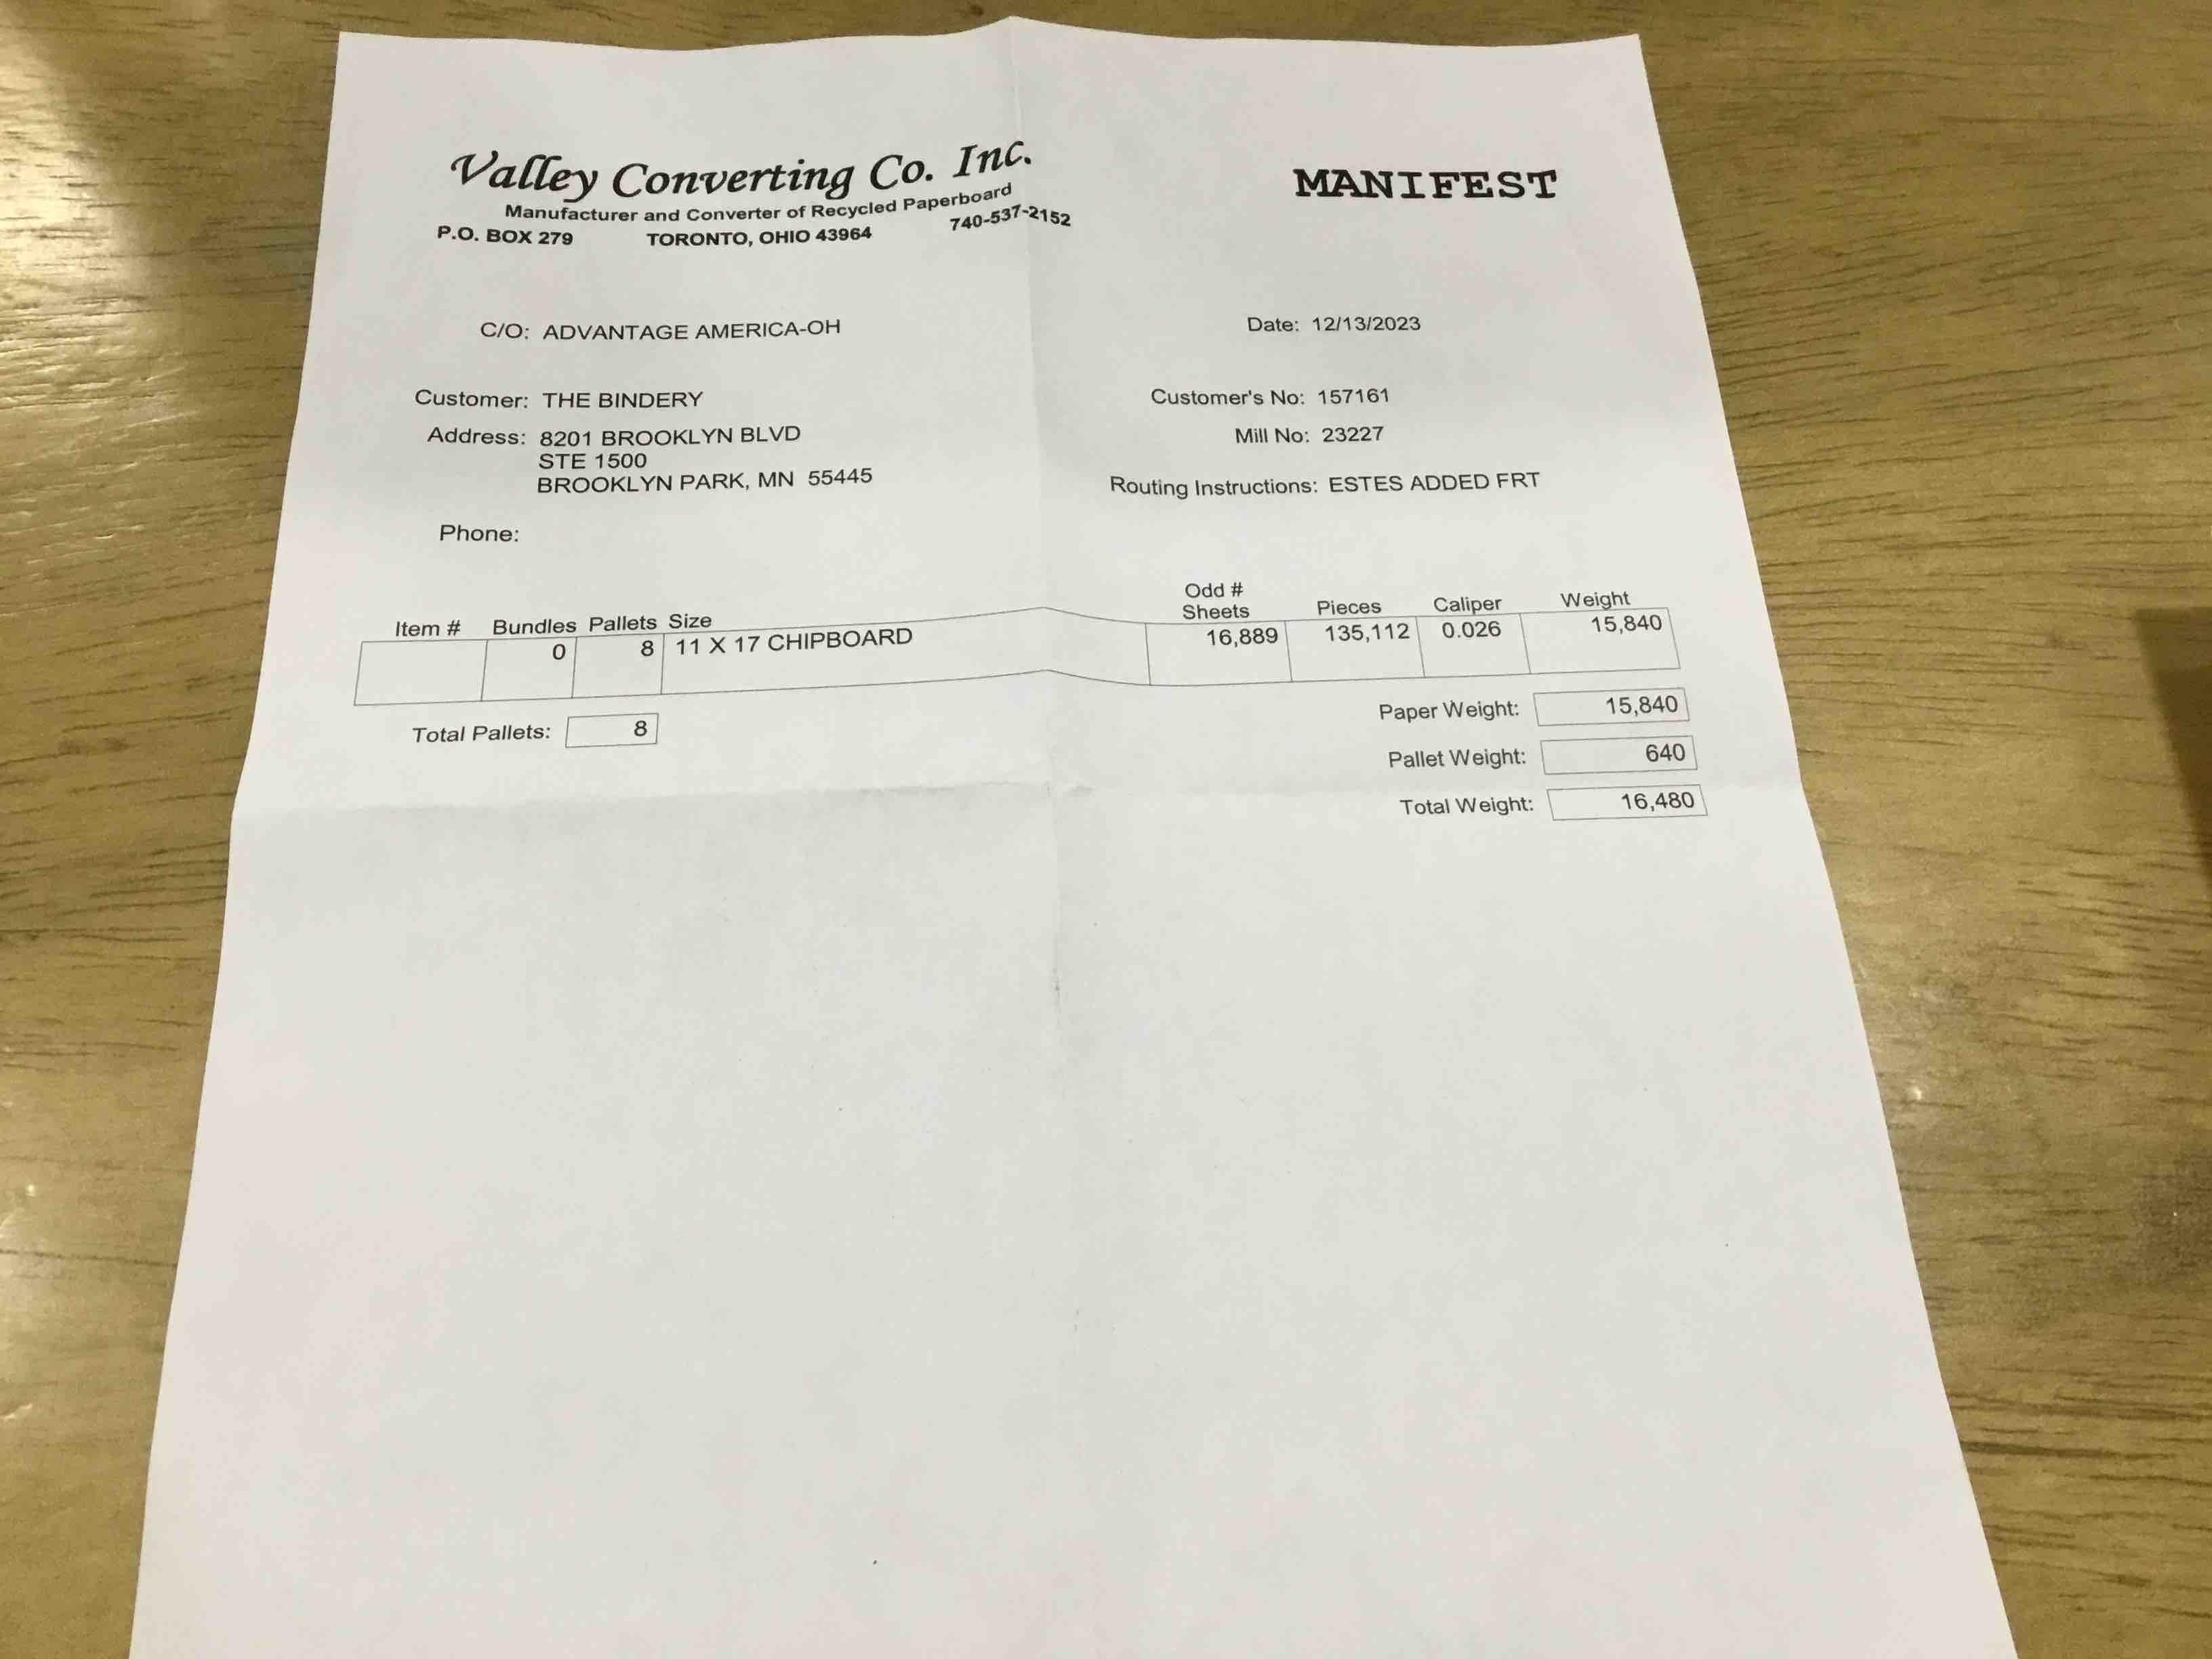 Valley Converting Co. Inc.
Manufacturer and Converter of Recycled Paperboard
P.O. BOX 279 TORONTO, OHIO 43964 740-537-2152
MANIFEST
C/O: ADVANTAGE AMERICA-OH
Date: 12/13/2023
Customer: THE BINDERY
Customer's No: 157161
Address: 8201 BROOKLYN BLVD
Mill No: 23227
STE 1500
BROOKLYN PARK, MN 55445
Routing Instructions: ESTES ADDED FRT
Phone:
Item # Bundles Pallets Size Odd # Sheets Pieces Caliper Weight
0 8 11 X 17 CHIPBOARD 16,889 135,112 0.026 15,840
Total Pallets: 8
Paper Weight: 15,840
Pallet Weight: 640
Total Weight: 16,480